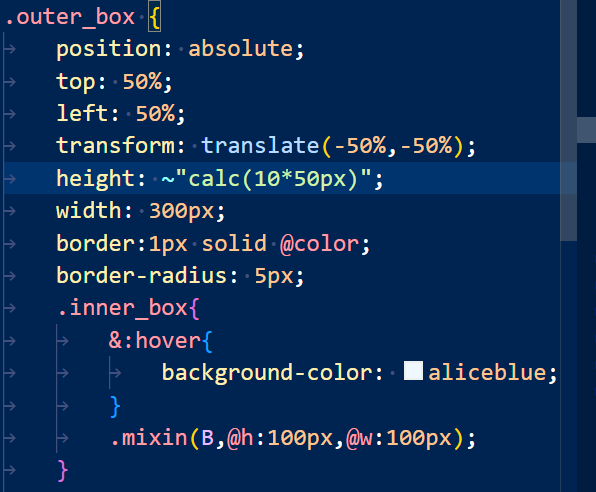 .outer_box {
position: absolute;
top: 50%;
left: 50%;
transform: translate(-50%,-50%);
height: ~"calc(10*50px)";
width: 300px;
border:1px solid @color;
border-radius: 5px;
.inner_box{
&:hover{
background-color: aliceblue;
}
.mixin(B,@h:100px,@w:100px);
}